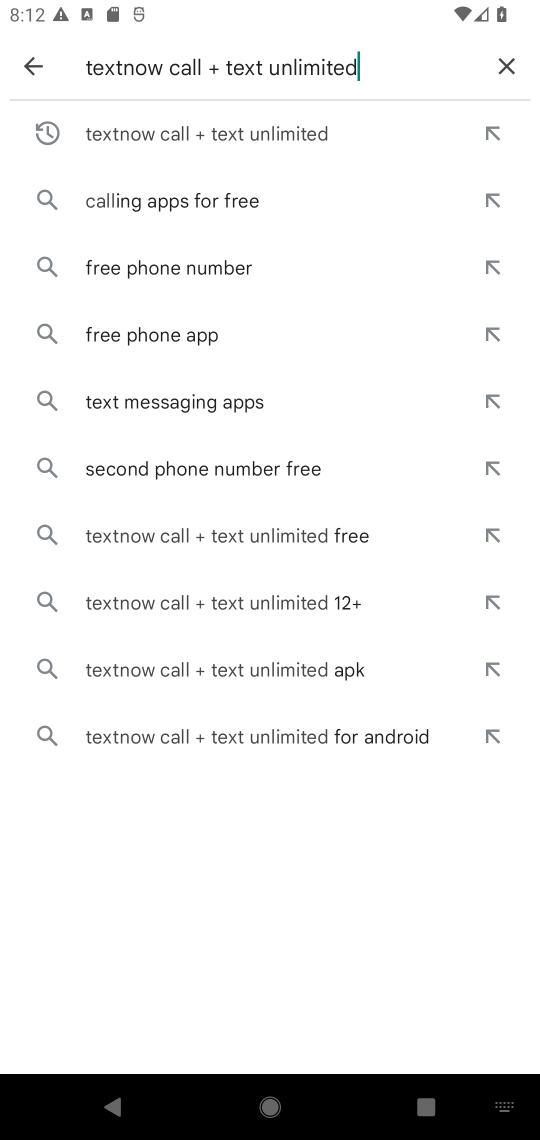 8:12
textnow call + text unlimited
textnow call + text unlimited
calling apps for free
free phone number
free phone app
text messaging apps
second phone number free
textnow call + text unlimited free
textnow call + text unlimited 12+
textnow call + text unlimited apk
textnow call + text unlimited for android